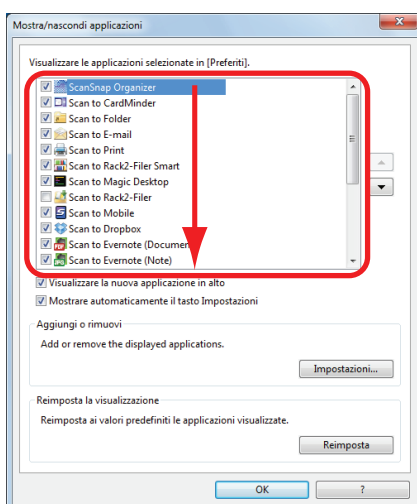 Mostra/nascondi applicazioni
Visualizzare le applicazioni selezionate in [Preferiti].
ScanSnap Organizer
Scan to CardMinder
Scan to Folder
Scan to E-mail
Scan to Print
Scan to Rack2-Filer Smart
Scan to Magic Desktop
Scan to Rack2-Filer
Scan to Mobile
Scan to Dropbox
Scan to Evernote (Documen
Scan to Evernote (Note)
Visualizzare la nuova applicazione in alto
Mostrare automaticamente il tasto Impostazioni
Aggiungi o rimuovi
Add or remove the displayed applications.
Impostazioni...
Reimposta la visualizzazione
Reimposta ai valori predefiniti le applicazioni visualizzate.
Reimposta
OK ?